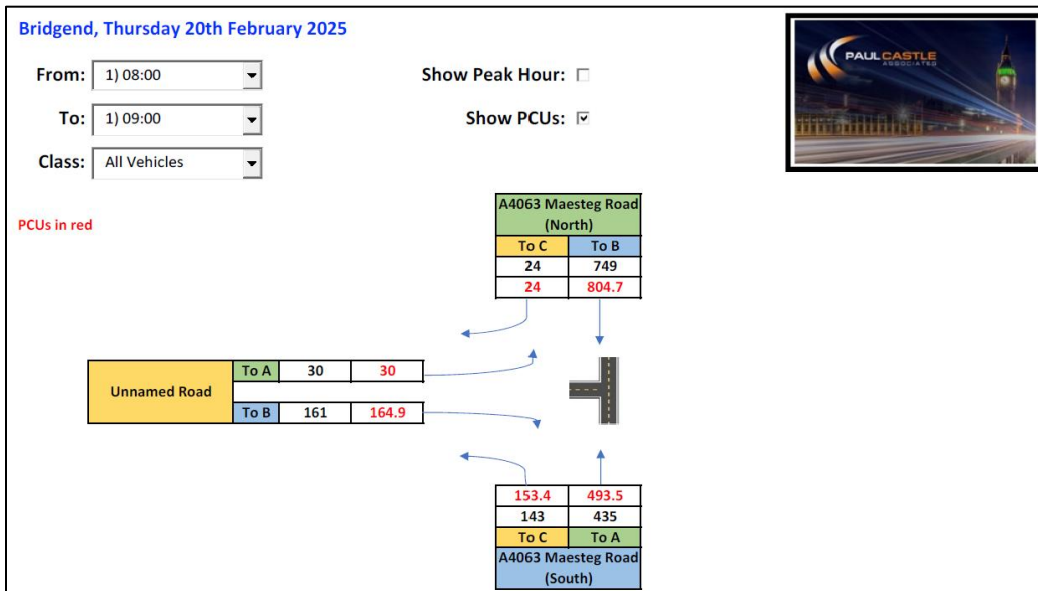 Bridgend, Thursday 20th February 2025
PAUL CASTLE
ASSOCIATED
From: 1) 08:00
Show Peak Hour:
To: 1) 09:00
Show PCUs:
Class: All Vehicles
PCUs in red
A4063 Maesteg Road
(North)
To C To B
24 749
24 804.7
Unnamed Road
To A 30 30
To B 161 164.9
153.4 493.5
143 435
To C To A
A4063 Maesteg Road
(South)